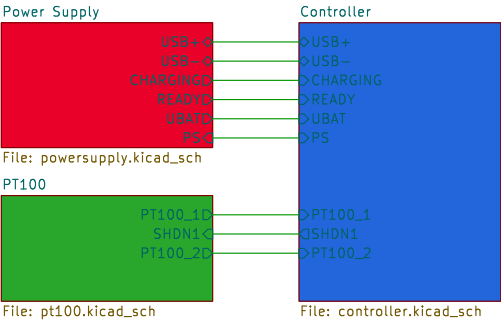 Power Supply
USB+
USB-
CHARGING
READY
UBAT
PS
File: powersupply.kicad_sch
PT100
PT100_1
SHDN1
PT100_2
File: pt100.kicad_sch
Controller
USB+
USB-
CHARGING
READY
UBAT
PS
PT100_1
SHDN1
PT100_2
File: controller.kicad_sch